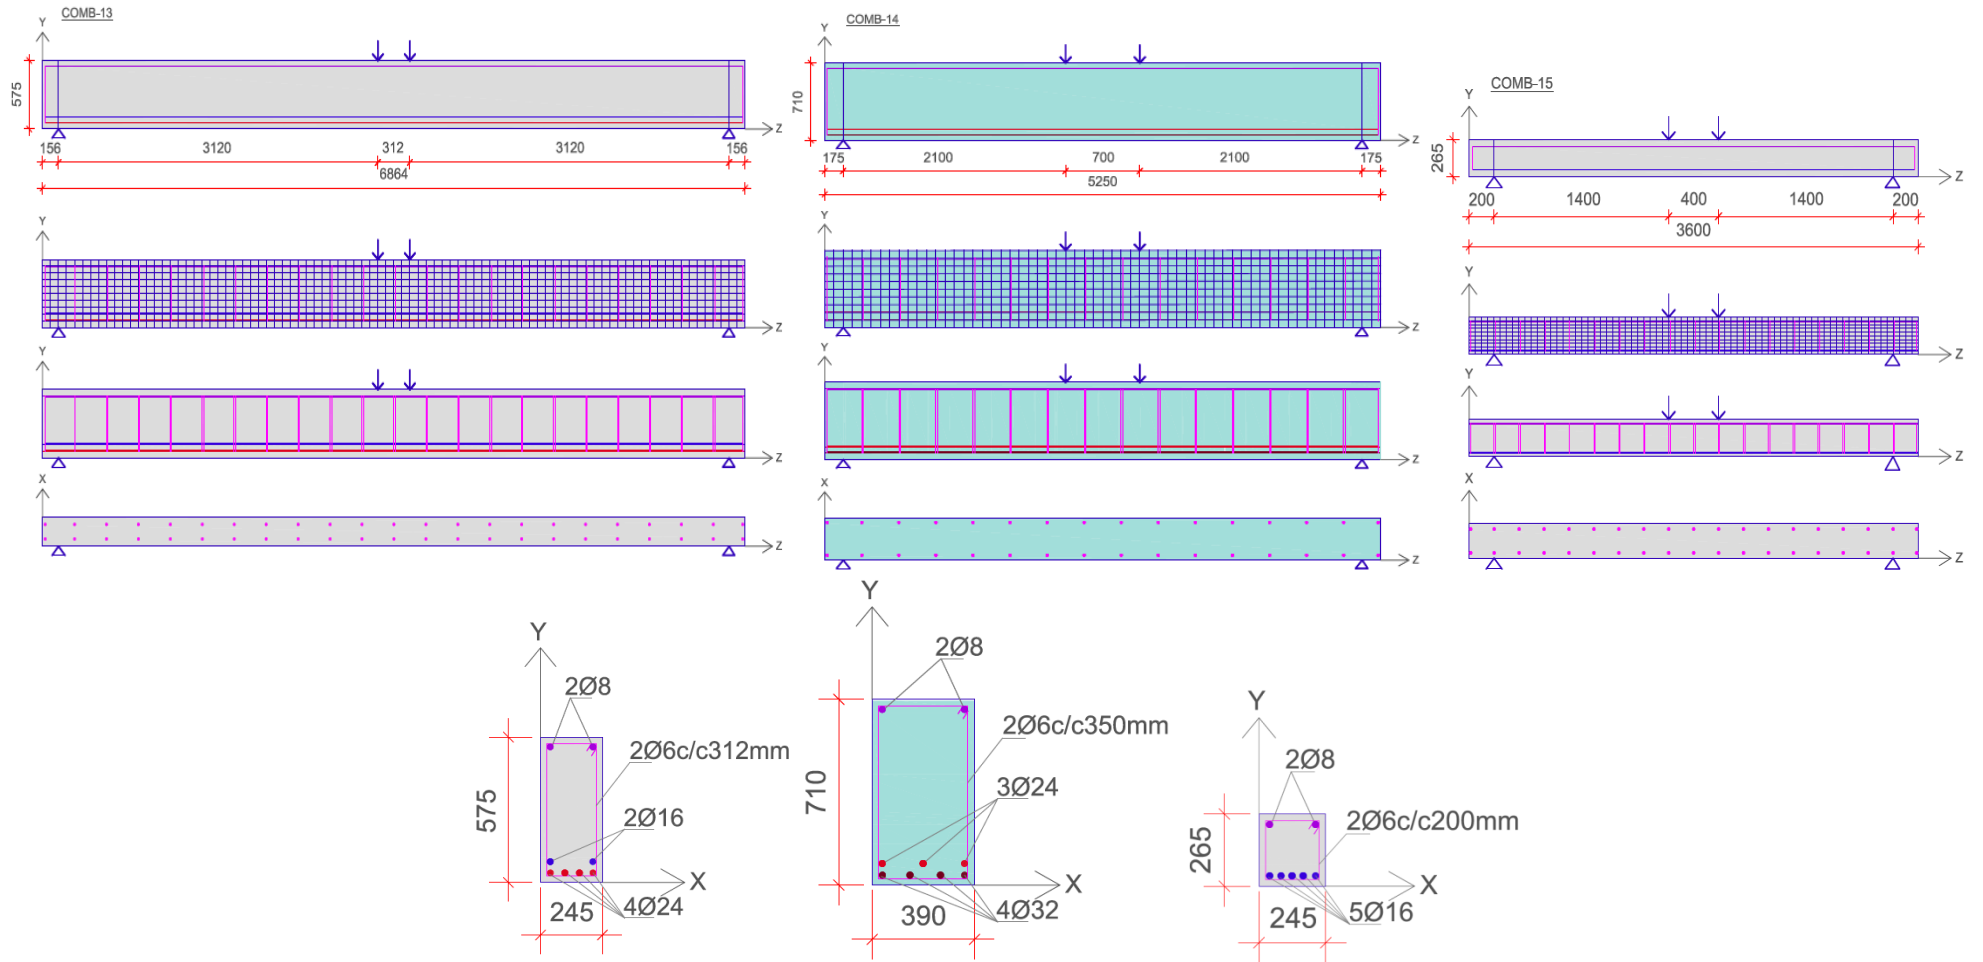 COMB-13
Y
575
Z
156
3120
312
3120
156
6864
Y
Z
Y
Z
X
Z
COMB-14
Y
710
Z
175
2100
700
2100
175
5250
Y
Z
Y
Z
X
Z
COMB-15
Y
265
Z
200
1400
400
1400
200
3600
Y
Z
Y
Z
X
Z
Y
2Ø8
2Ø6c/c312mm
575
2Ø16
X
4Ø24
245
Y
2Ø8
2Ø6c/c350mm
710
3Ø24
X
4Ø32
390
Y
2Ø8
2Ø6c/c200mm
265
X
5Ø16
245